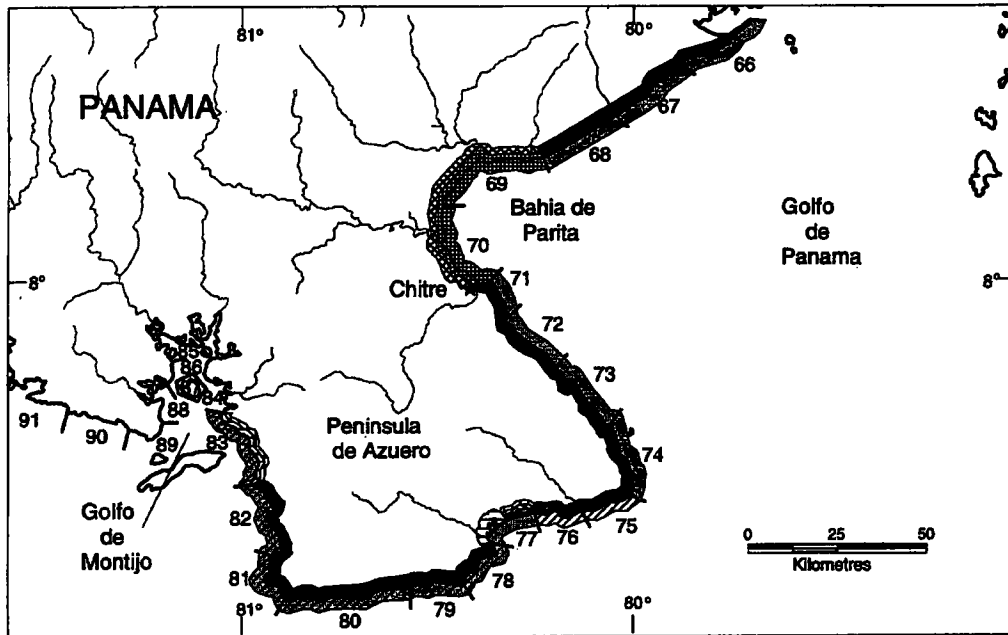 81°
80°
66
PANAMA
67
68
69
Bahia de
Parita
Golfo
de
Panama
70
8°
71
8°
Chitre
72
85
86
73
84
88
91
90
Peninsula
de Azuero
83
89
74
82
75
Golfo
de
Montijo
77
76
0 25 50
Kilometres
78
81
79
81°
80
80°